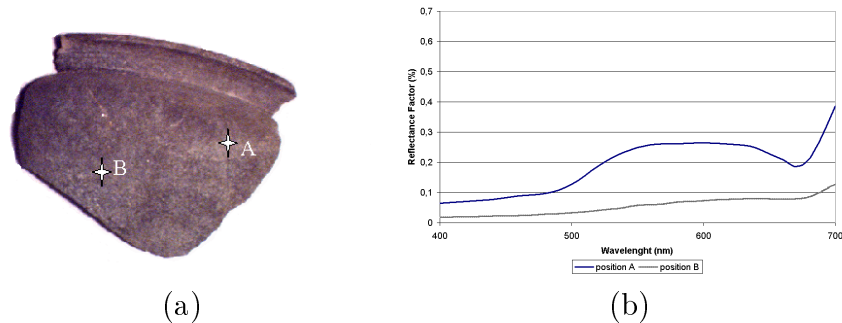 A
B
0,7
0,6
0,5
0,4
0,3
0,2
0,1
0
Reflectance Factor (%)
400 500 600 700
Wavelenght (nm)
position A position B
(a) (b)